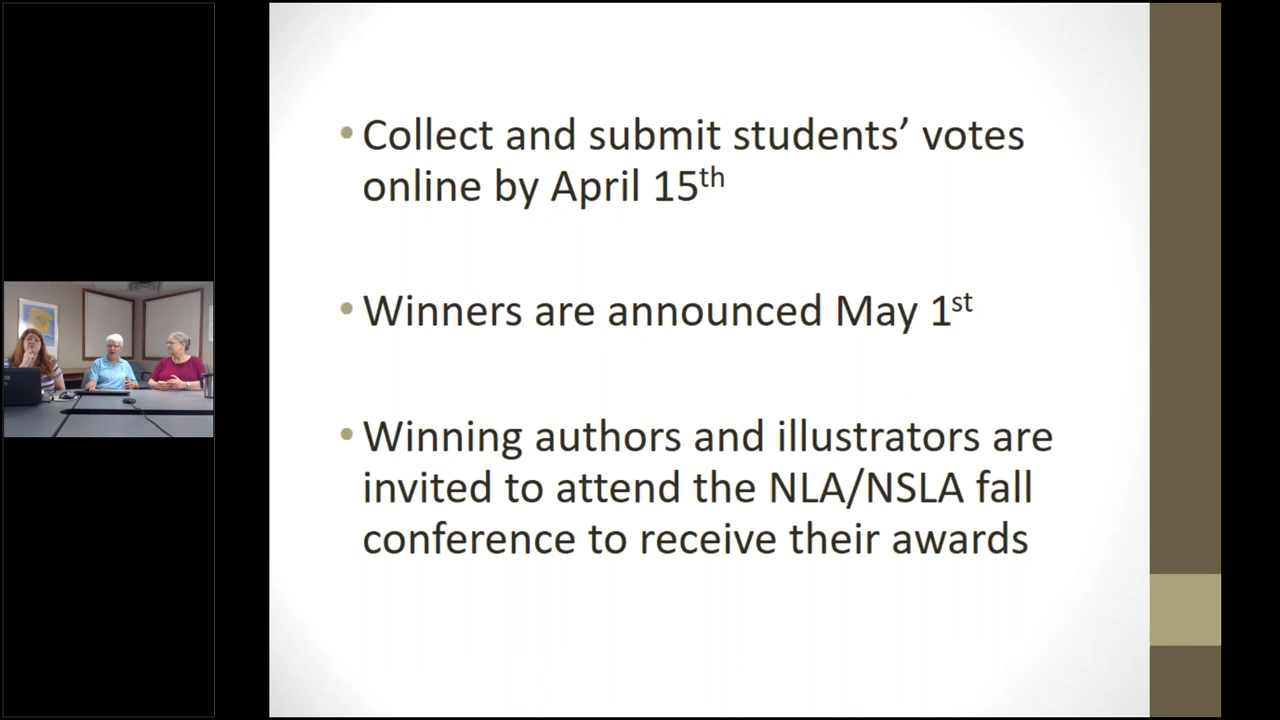 • Collect and submit students’ votes
online by April 15th
• Winners are announced May 1st
• Winning authors and illustrators are
invited to attend the NLA/NSLA fall
conference to receive their awards